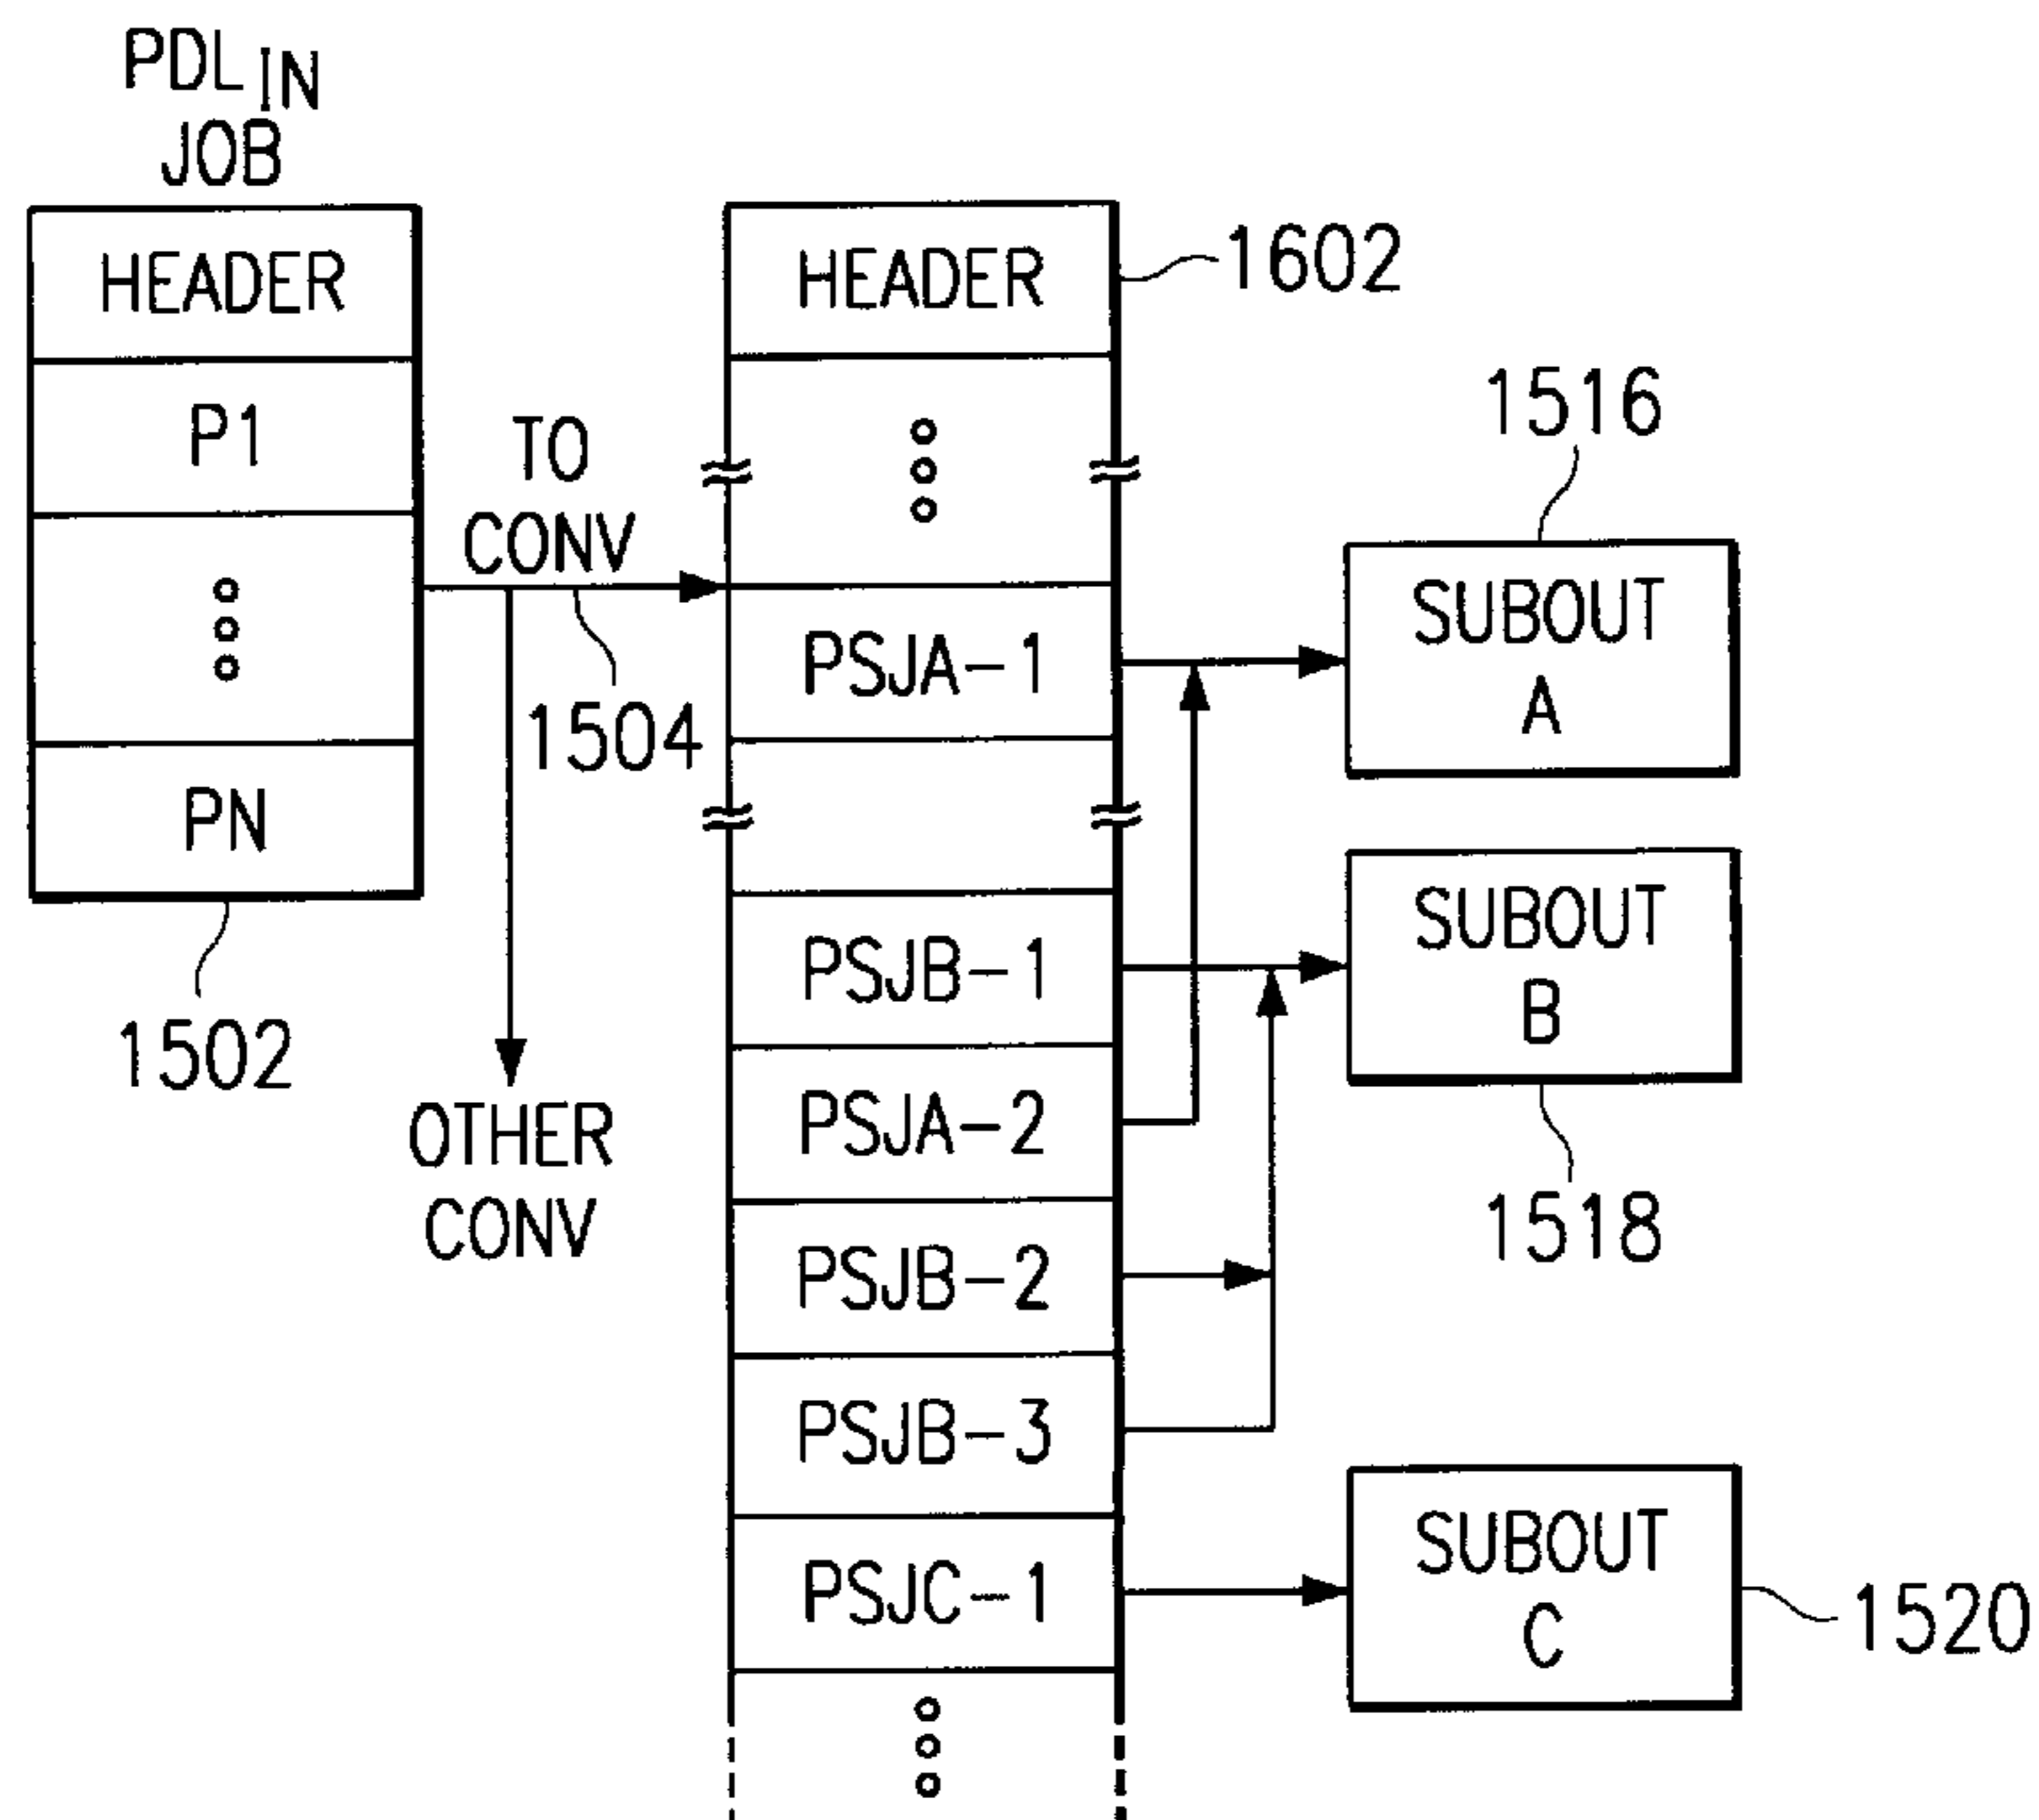 PDL IN
JOB
HEADER
P1
PN
1502
TO
CONV
1504
OTHER
CONV
HEADER
1602
PSJA-1
PSJB-1
PSJA-2
PSJB-2
PSJB-3
PSJC-1
1516
SUBOUT
A
SUBOUT
B
1518
SUBOUT
C
1520